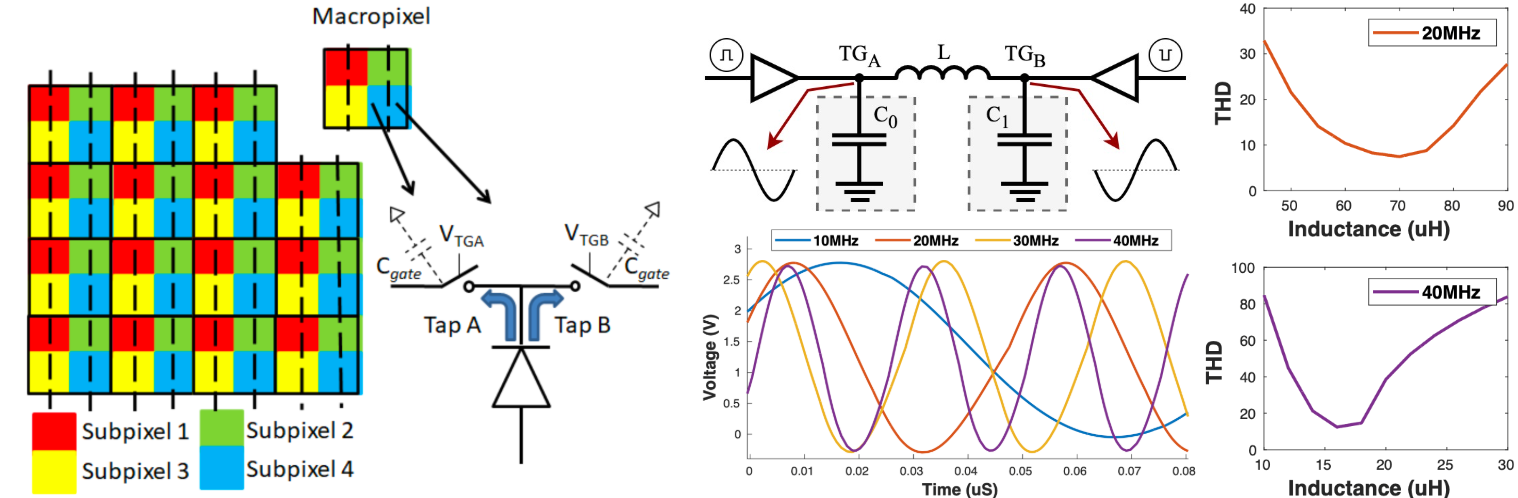 Macropixel
V_TGA
V_TGB
C_gate
C_gate
Tap A
Tap B
Subpixel 1
Subpixel 2
Subpixel 3
Subpixel 4
TG_A
L
TG_B
C_0
C_1
10MHz
20MHz
30MHz
40MHz
3
2.5
2
1.5
1
0.5
0
Voltage (V)
0
0.01
0.02
0.03
0.04
0.05
0.06
0.07
0.08
Time (uS)
20MHz
40
30
20
10
0
THD
50
60
70
80
90
Inductance (uH)
40MHz
100
80
60
40
20
0
THD
10
15
20
25
30
Inductance (uH)